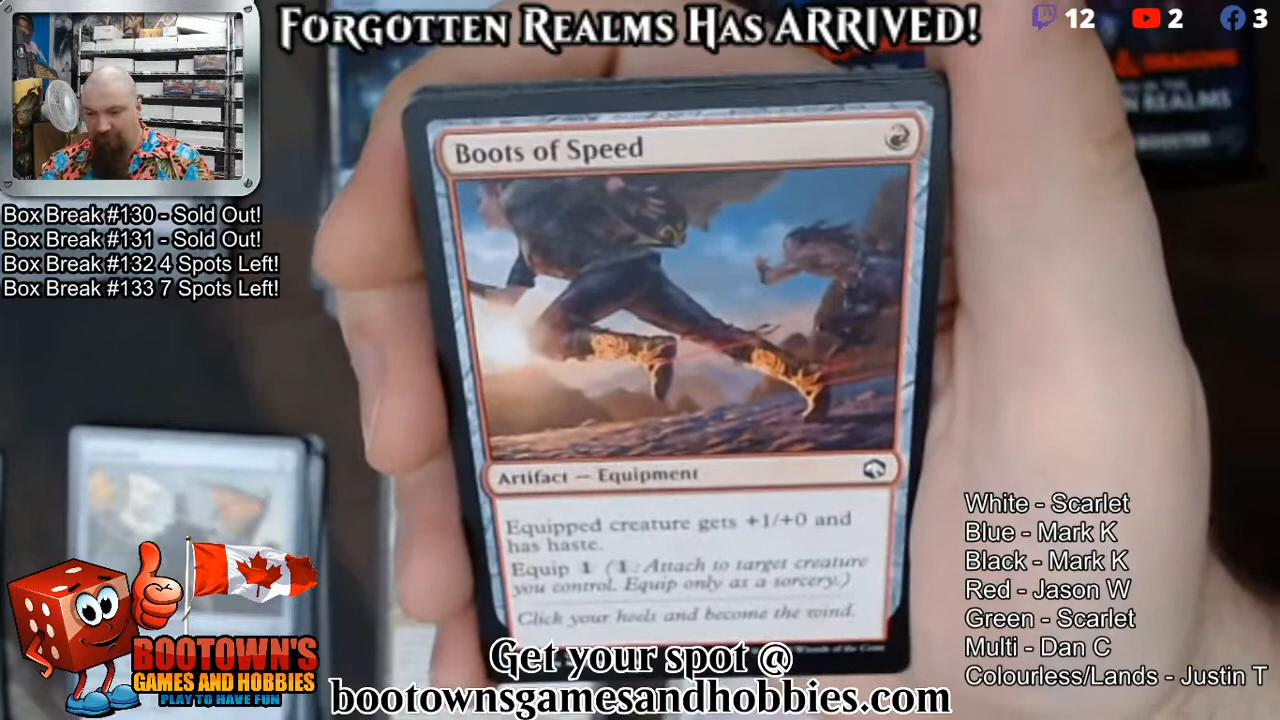 FORGOTTEN REALMS HAS ARRIVED!
12
2
3
REALMS
Box Break #130 - Sold Out!
Box Break #131 - Sold Out!
Box Break #132 4 Spots Left!
Box Break #133 7 Spots Left!
Boots of Speed
Artifact — Equipment
Equipped creature gets +1/+0 and
has haste.
Equip 1 (1: Attach to target creature
you control. Equip only as a sorcery.)
Click your heels and become the wind.
White - Scarlet
Blue - Mark K
Black - Mark K
Red - Jason W
Green - Scarlet
Multi - Dan C
Colourless/Lands - Justin T
BOOTOWN'S
GAMES AND HOBBIES
PLAY TO HAVE FUN
Get your spot @
bootownsgamesandhobbies.com